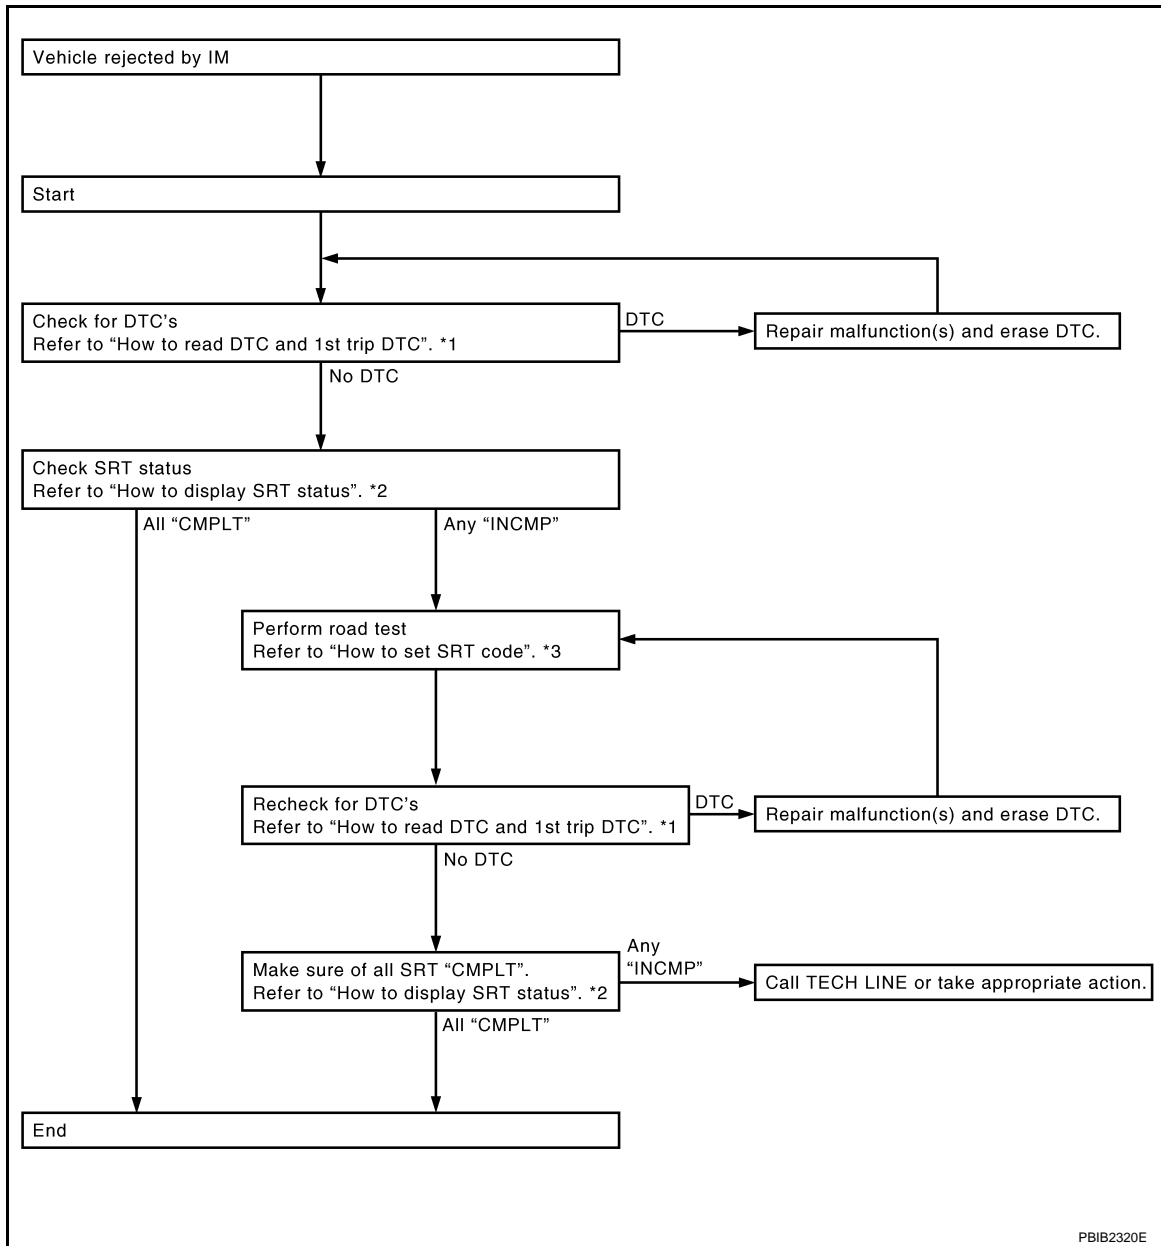 Vehicle rejected by IM
Start
Check for DTC's
Refer to “How to read DTC and 1st trip DTC”. *1
DTC
Repair malfunction(s) and erase DTC.
No DTC
Check SRT status
Refer to “How to display SRT status”. *2
All “CMPLT”
Any “INCMP”
Perform road test
Refer to “How to set SRT code”. *3
Recheck for DTC's
Refer to “How to read DTC and 1st trip DTC”. *1
DTC
Repair malfunction(s) and erase DTC.
No DTC
Make sure of all SRT “CMPLT”.
Refer to “How to display SRT status”. *2
Any
“INCMP”
Call TECH LINE or take appropriate action.
All “CMPLT”
End
PBIB2320E